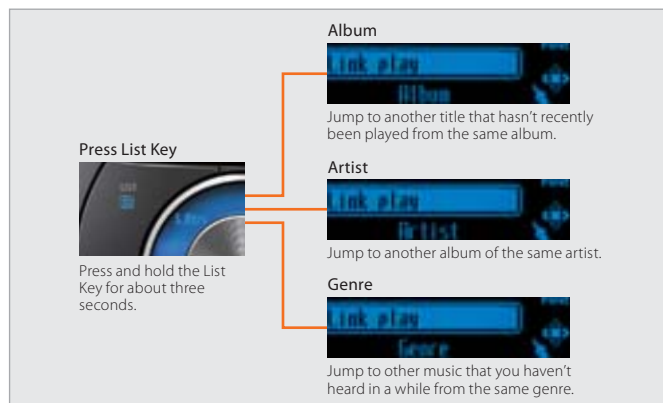 Press List Key
LIST
Press and hold the List
Key for about three
seconds.
Album
Link play
Album
Jump to another title that hasn't recently
been played from the same album.
Artist
Link play
Artist
Jump to another album of the same artist.
Genre
Link play
Genre
Jump to other music that you haven't
heard in a while from the same genre.